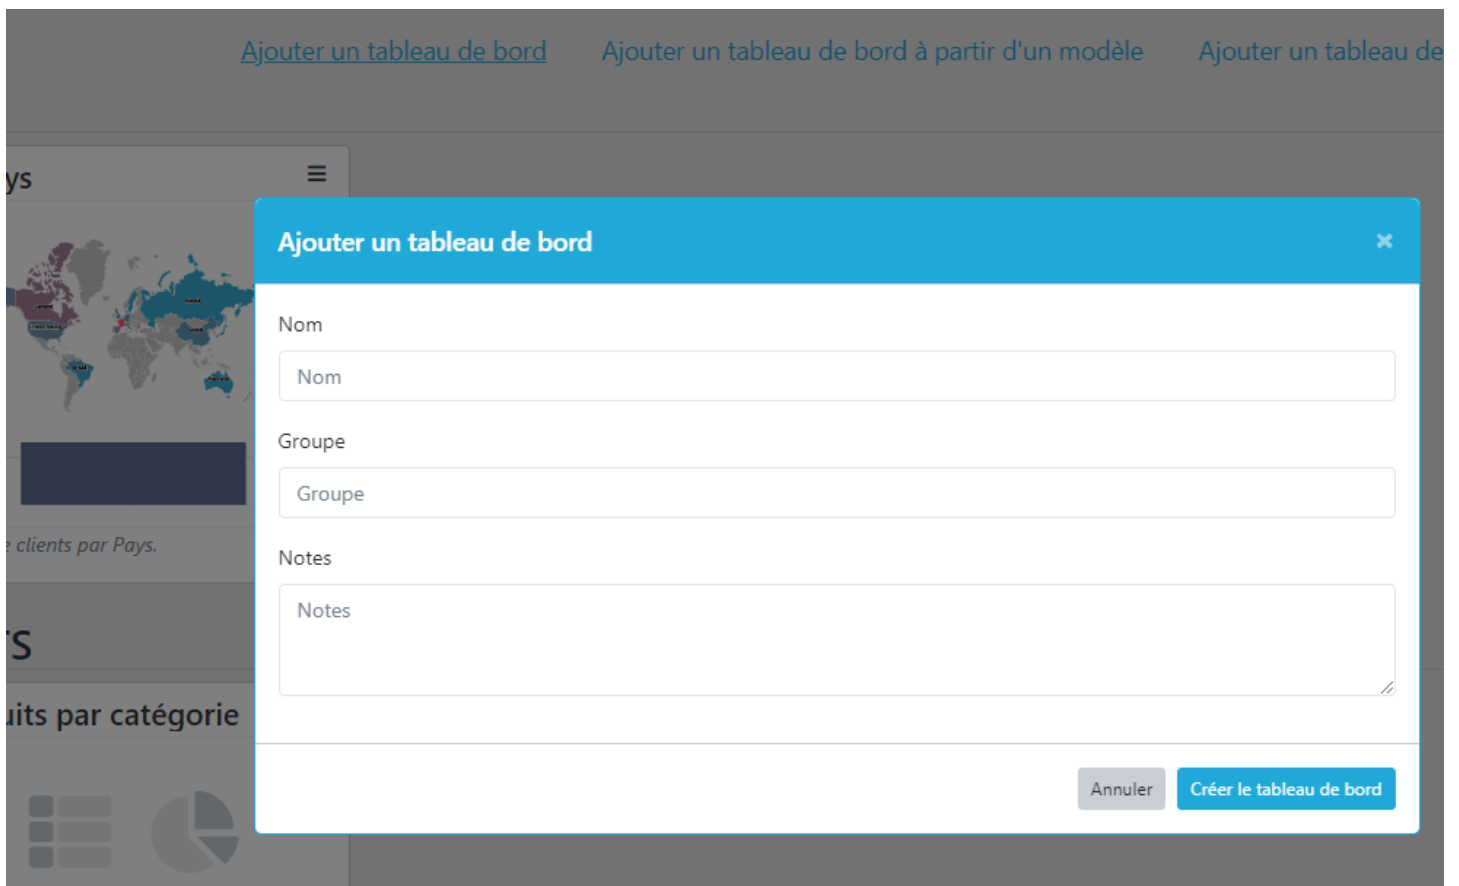 Ajouter un tableau de bord Ajouter un tableau de bord à partir d'un modèle Ajouter un tableau de
ys
Ajouter un tableau de bord
Nom
Nom
Groupe
Groupe
e clients par Pays.
Notes
Notes
rs
uits par catégorie
Annuler Créer le tableau de bord